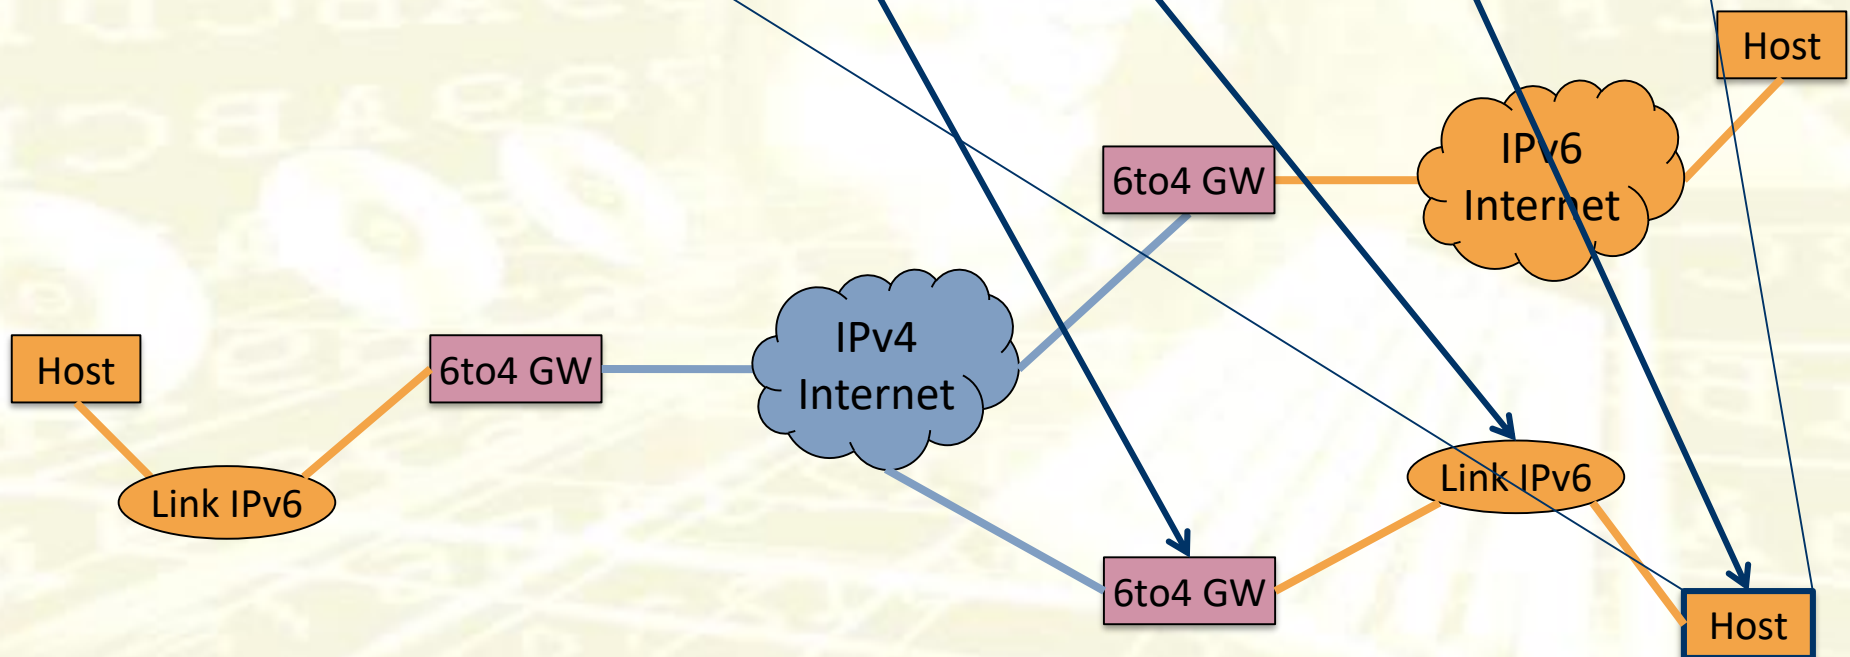 Host
IPv6
Internet
6to4 GW
IPv4
Internet
Host
6to4 GW
Link IPv6
Link IPv6
6to4 GW
Host